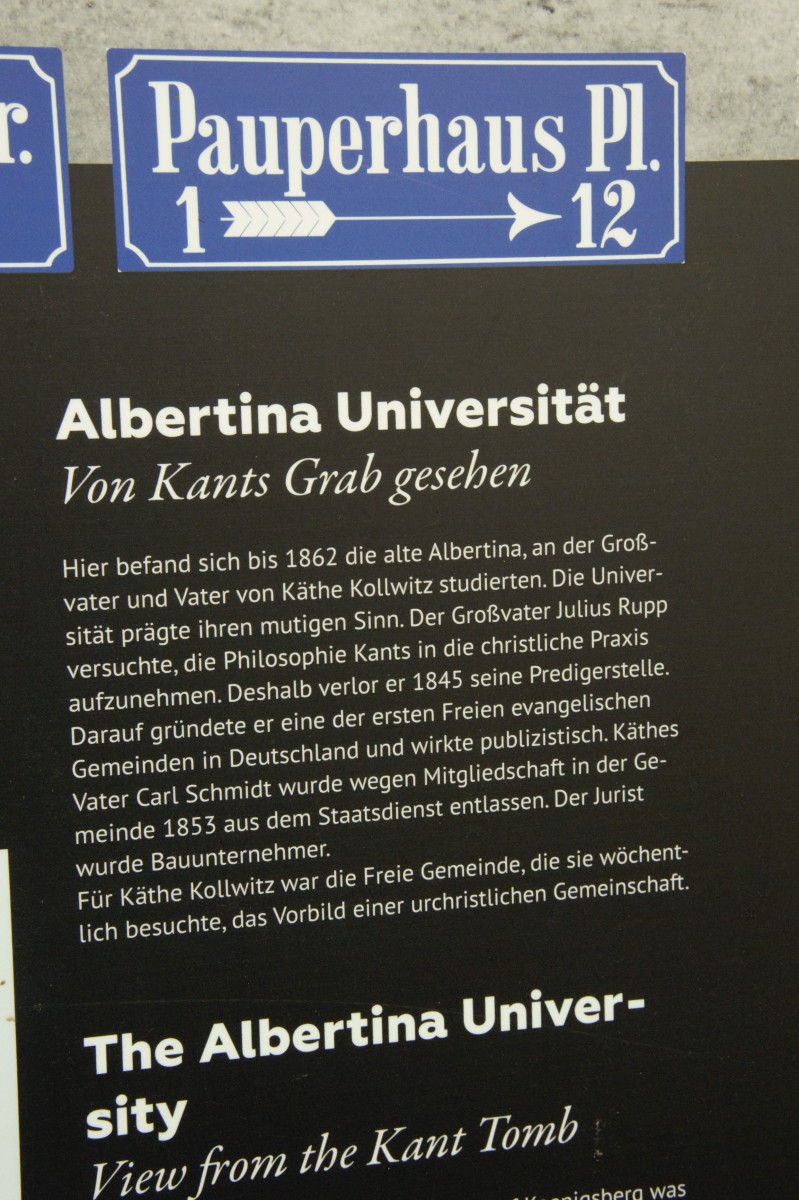 r.
Pauperhaus Pl.
1 12
Albertina Universität
Von Kants Grab gesehen
Hier befand sich bis 1862 die alte Albertina, an der Groß-
vater und Vater von Käthe Kollwitz studierten. Die Univer-
sität prägte ihren mutigen Sinn. Der Großvater Julius Rupp
versuchte, die Philosophie Kants in die christliche Praxis
aufzunehmen. Deshalb verlor er 1845 seine Predigerstelle.
Darauf gründete er eine der ersten Freien evangelischen
Gemeinden in Deutschland und wirkte publizistisch. Käthes
Vater Carl Schmidt wurde wegen Mitgliedschaft in der Ge-
meinde 1853 aus dem Staatsdienst entlassen. Der Jurist
wurde Bauunternehmer.
Für Käthe Kollwitz war die Freie Gemeinde, die sie wöchent-
lich besuchte, das Vorbild einer urchristlichen Gemeinschaft.
The Albertina Univer-
sity
View from the Kant Tomb
Koenigsberg was